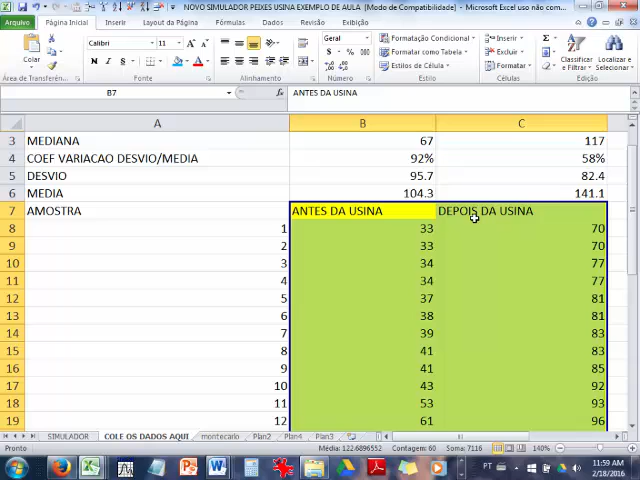 NOVO SIMULADOR PEIXES USINA EXEMPLO DE AULA [Modo de Compatibilidade] - Microsoft Excel uso não com...
Arquivo Página Inicial Inserir Layout da Página Fórmulas Dados Revisão Exibição
Calibri 11 Geral Formatação Condicional Inserir
Formatar como Tabela Excluir
Colar Estilos de Célula Formatar Classificar e Filtrar Localizar e Selecionar
Área de Transferên... Fonte Alinhamento Número Estilo Células Edição
B7 fx ANTES DA USINA
A B C
3 MEDIANA 67 117
4 COEF VARIACAO DESVIO/MEDIA 92% 58%
5 DESVIO 95.7 82.4
6 MEDIA 104.3 141.1
7 AMOSTRA ANTES DA USINA DEPOIS DA USINA
8 1 33 70
9 2 33 70
10 3 34 77
11 4 34 77
12 5 37 81
13 6 38 81
14 7 39 83
15 8 41 83
16 9 41 85
17 10 43 92
18 11 53 93
19 12 61 96
SIMULADOR COLE OS DADOS AQUI montecarlo Plan2 Plan4 Plan3
Pronto Média: 122.6896552 Contagem: 60 Soma: 7116 140%
PT 11:59 AM
2/18/2016